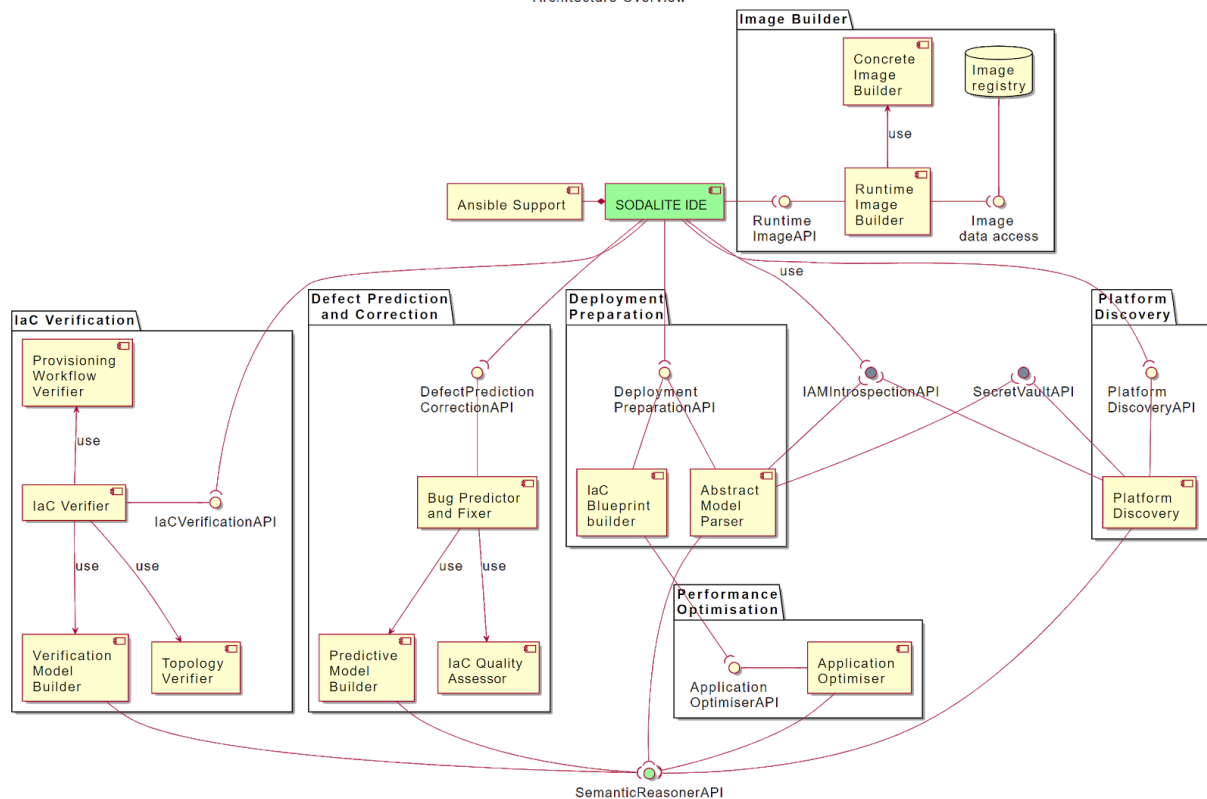 Architecture Overview
Image Builder
Concrete
Image
Builder
Image
registry
use
Ansible Support
SODALITE IDE
Runtime
ImageAPI
Runtime
Image
Builder
Image
data access
use
IaC Verification
Provisioning
Workflow
Verifier
use
IaC Verifier
IaCVerificationAPI
use
use
Verification
Model
Builder
Topology
Verifier
Defect Prediction
and Correction
DefectPrediction
CorrectionAPI
Bug Predictor
and Fixer
use
use
Predictive
Model
Builder
IaC Quality
Assessor
Deployment
Preparation
Deployment
PreparationAPI
IaC
Blueprint
builder
Abstract
Model
Parser
IAMIntrospectionAPI
SecretVaultAPI
Platform
Discovery
Platform
DiscoveryAPI
Platform
Discovery
Performance
Optimisation
Application
OptimiserAPI
Application
Optimiser
SemanticReasonerAPI